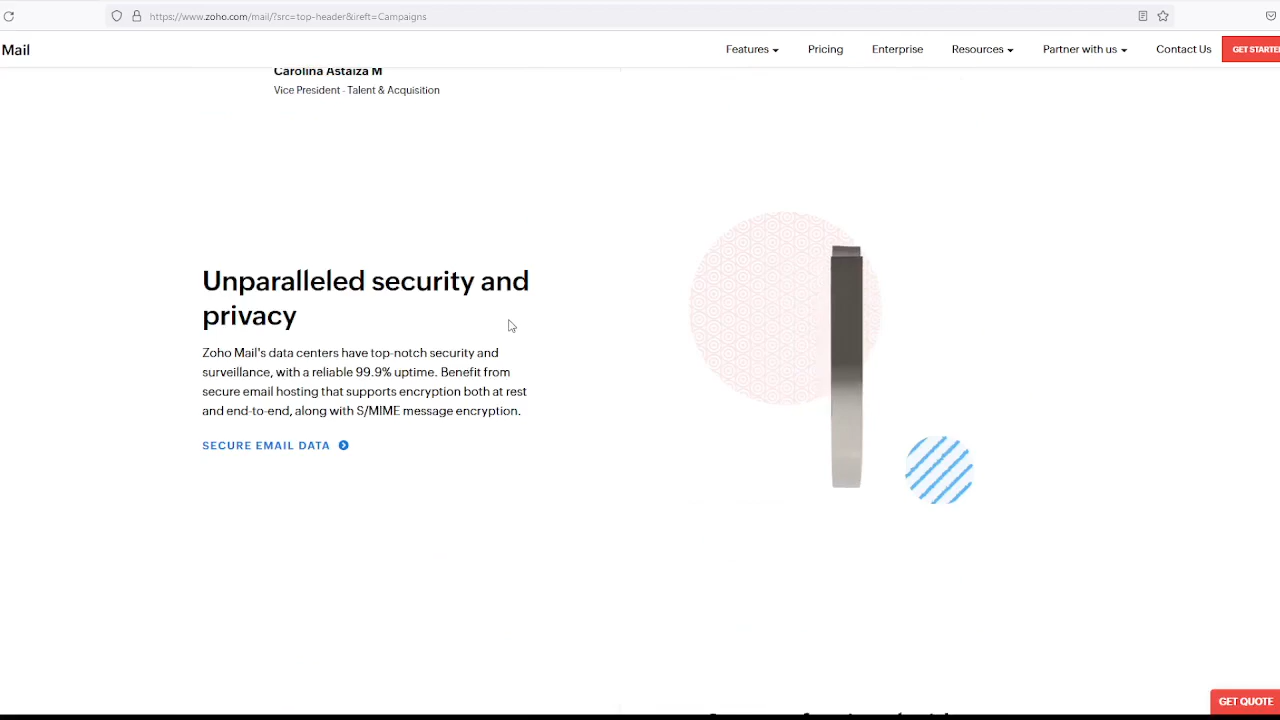 https://www.zoho.com/mail/?src=top-header&ireft=Campaigns
Mail
Features
Pricing
Enterprise
Resources
Partner with us
Contact Us
GET STARTE
Carolina Astaiza M
Vice President - Talent & Acquisition
Unparalleled security and
privacy
Zoho Mail's data centers have top-notch security and
surveillance, with a reliable 99.9% uptime. Benefit from
secure email hosting that supports encryption both at rest
and end-to-end, along with S/MIME message encryption.
SECURE EMAIL DATA
GET QUOTE